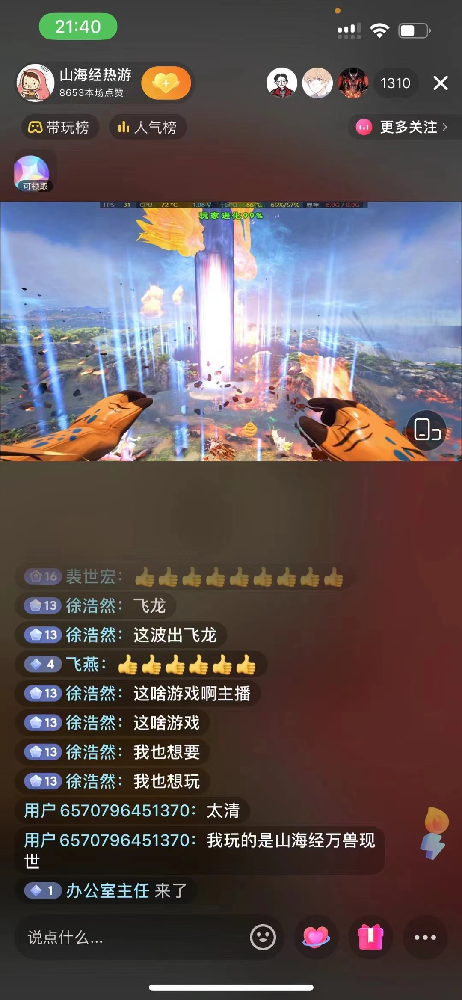 21:40
山海经热游
8653本场点赞
1310
带玩榜
人气榜
更多关注
可领取
FPS 31 CPU 72 °C 1.06 V GPU 66 °C 65%/57% 显存 6.0G / 8.0G
玩家进化99%
16 裴世宏：👍👍👍👍👍👍👍👍👍
13 徐浩然：飞龙
13 徐浩然：这波出飞龙
4 飞燕：👍👍👍👍👍👍
13 徐浩然：这啥游戏啊主播
13 徐浩然：这啥游戏
13 徐浩然：我也想要
13 徐浩然：我也想玩
用户6570796451370：太清
用户6570796451370：我玩的是山海经万兽现
世
1 办公室主任 来了
说点什么...